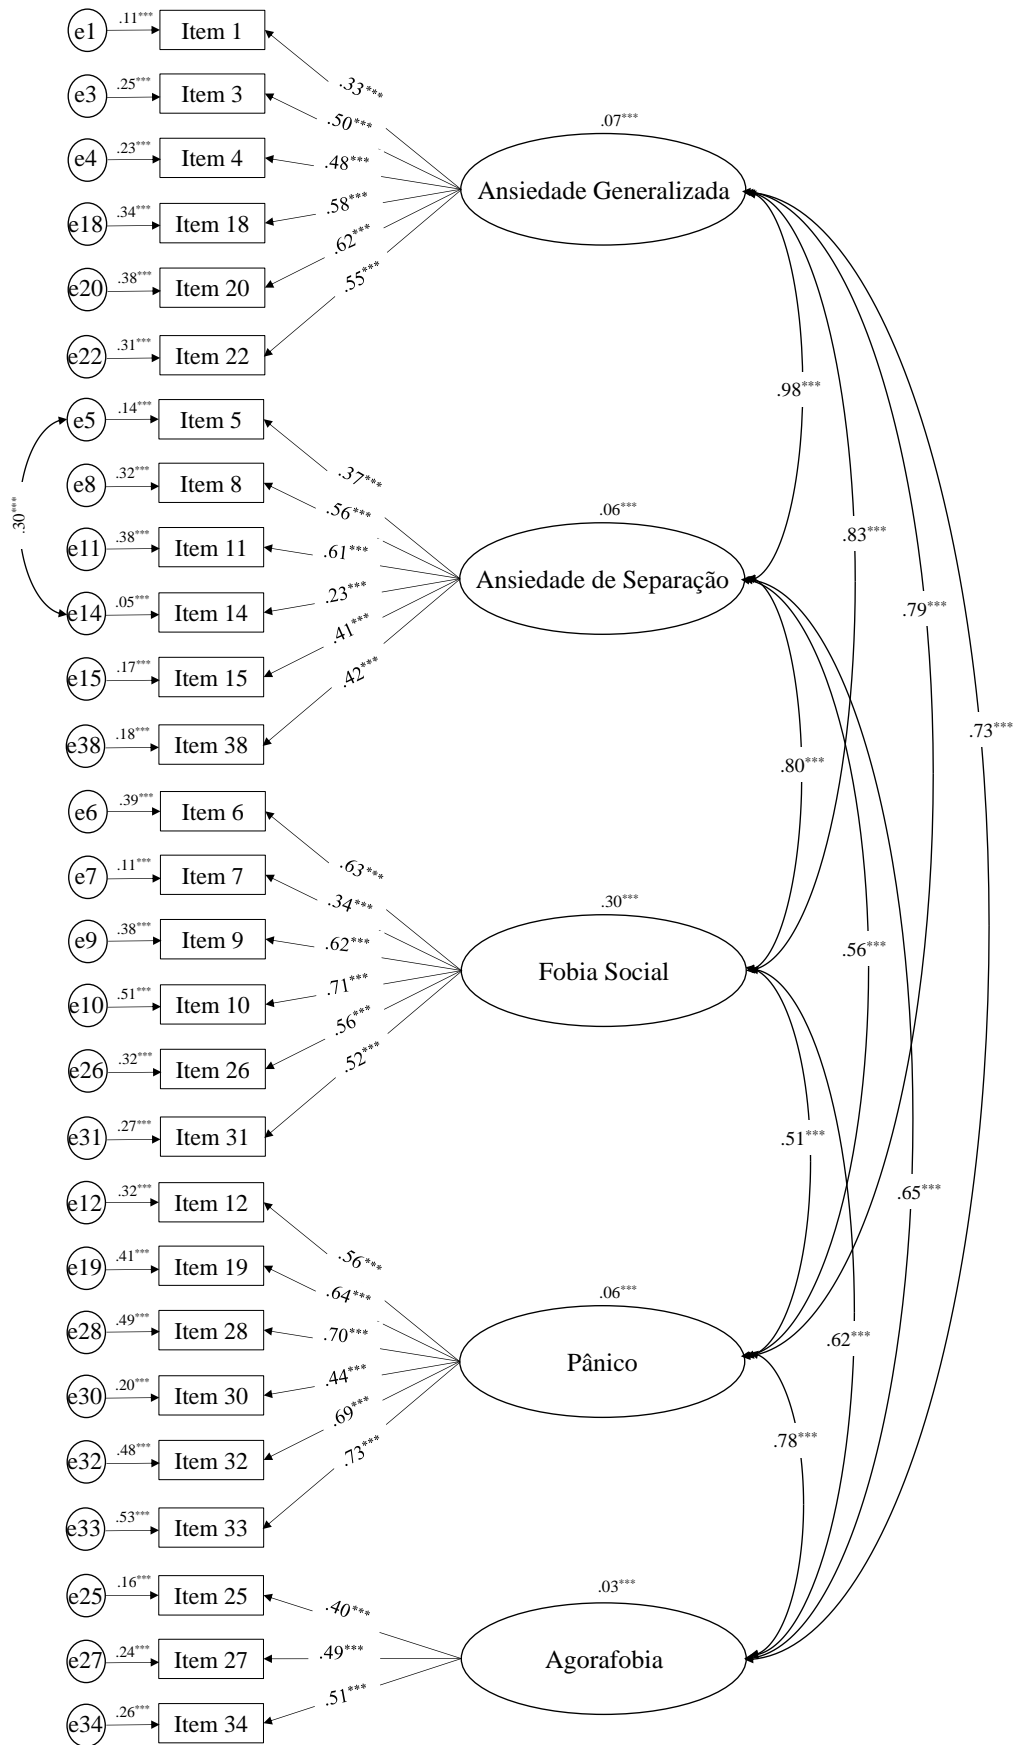 e1 .11*** Item 1
.33***
e3 .25*** Item 3
.50***
e4 .23*** Item 4
.48***
e18 .34*** Item 18
.58***
e20 .38*** Item 20
.62***
e22 .31*** Item 22
.55***
.07***
Ansiedade Generalizada
.98***
.83***
.79***
.73***
e5 .14*** Item 5
.37***
e8 .32*** Item 8
.56***
e11 .38*** Item 11
.61***
e14 .05*** Item 14
.23***
e15 .17*** Item 15
.41***
e38 .18*** Item 38
.42***
.30***
.06***
Ansiedade de Separação
.80***
.56***
.65***
e6 .39*** Item 6
.63***
e7 .11*** Item 7
.34***
e9 .38*** Item 9
.62***
e10 .51*** Item 10
.71***
e26 .32*** Item 26
.56***
e31 .27*** Item 31
.52***
.30***
Fobia Social
.51***
.62***
e12 .32*** Item 12
.56***
e19 .41*** Item 19
.64***
e28 .49*** Item 28
.70***
e30 .20*** Item 30
.44***
e32 .48*** Item 32
.69***
e33 .53*** Item 33
.73***
.06***
Pânico
.78***
e25 .16*** Item 25
.40***
e27 .24*** Item 27
.49***
e34 .26*** Item 34
.51***
.03***
Agorafobia